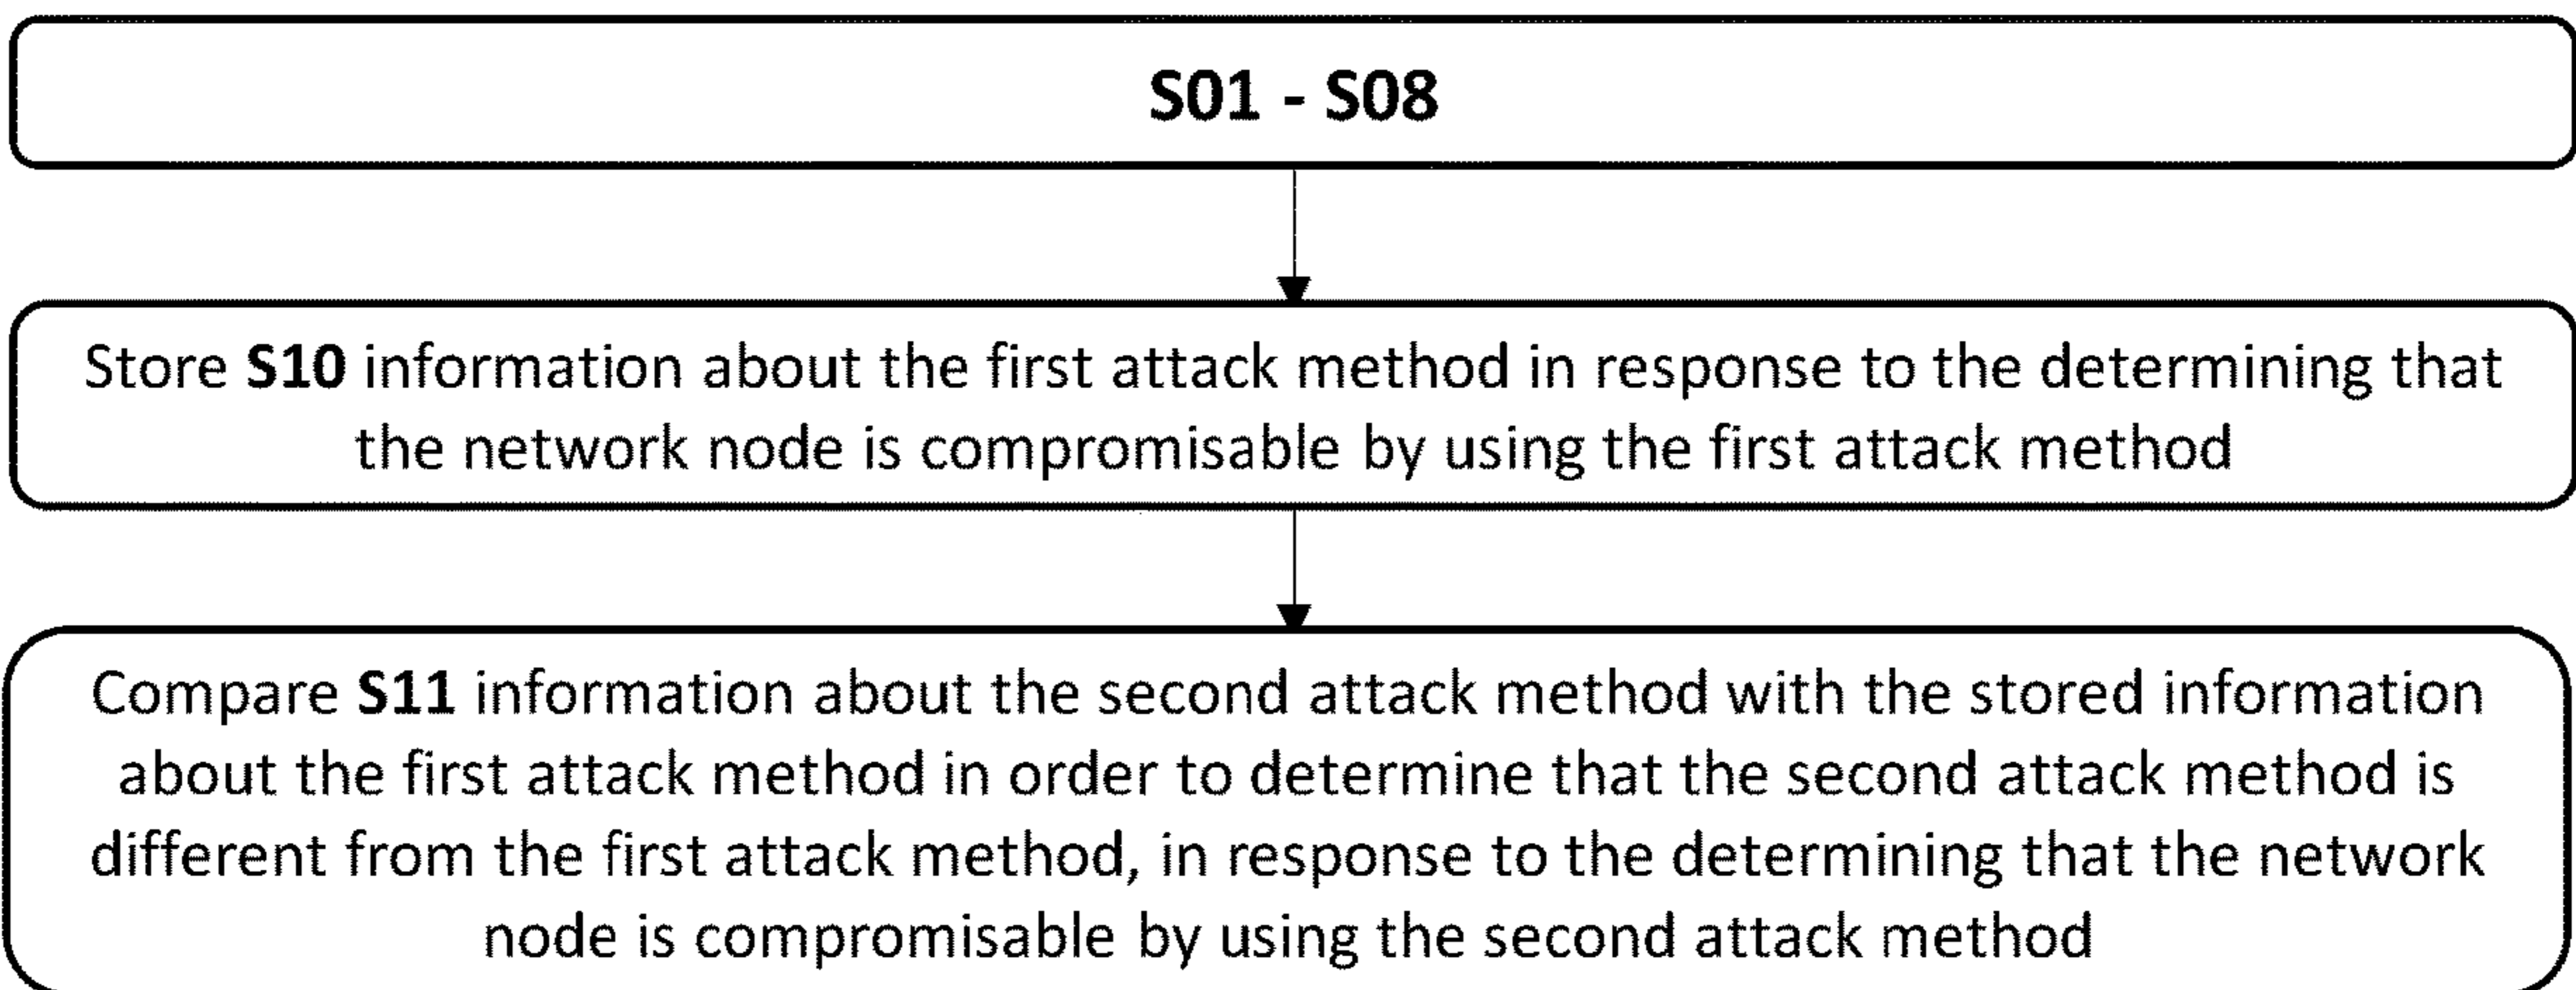 S01 - S08
Store S10 information about the first attack method in response to the determining that
the network node is compromisable by using the first attack method
Compare S11 information about the second attack method with the stored information
about the first attack method in order to determine that the second attack method is
different from the first attack method, in response to the determining that the network
node is compromisable by using the second attack method